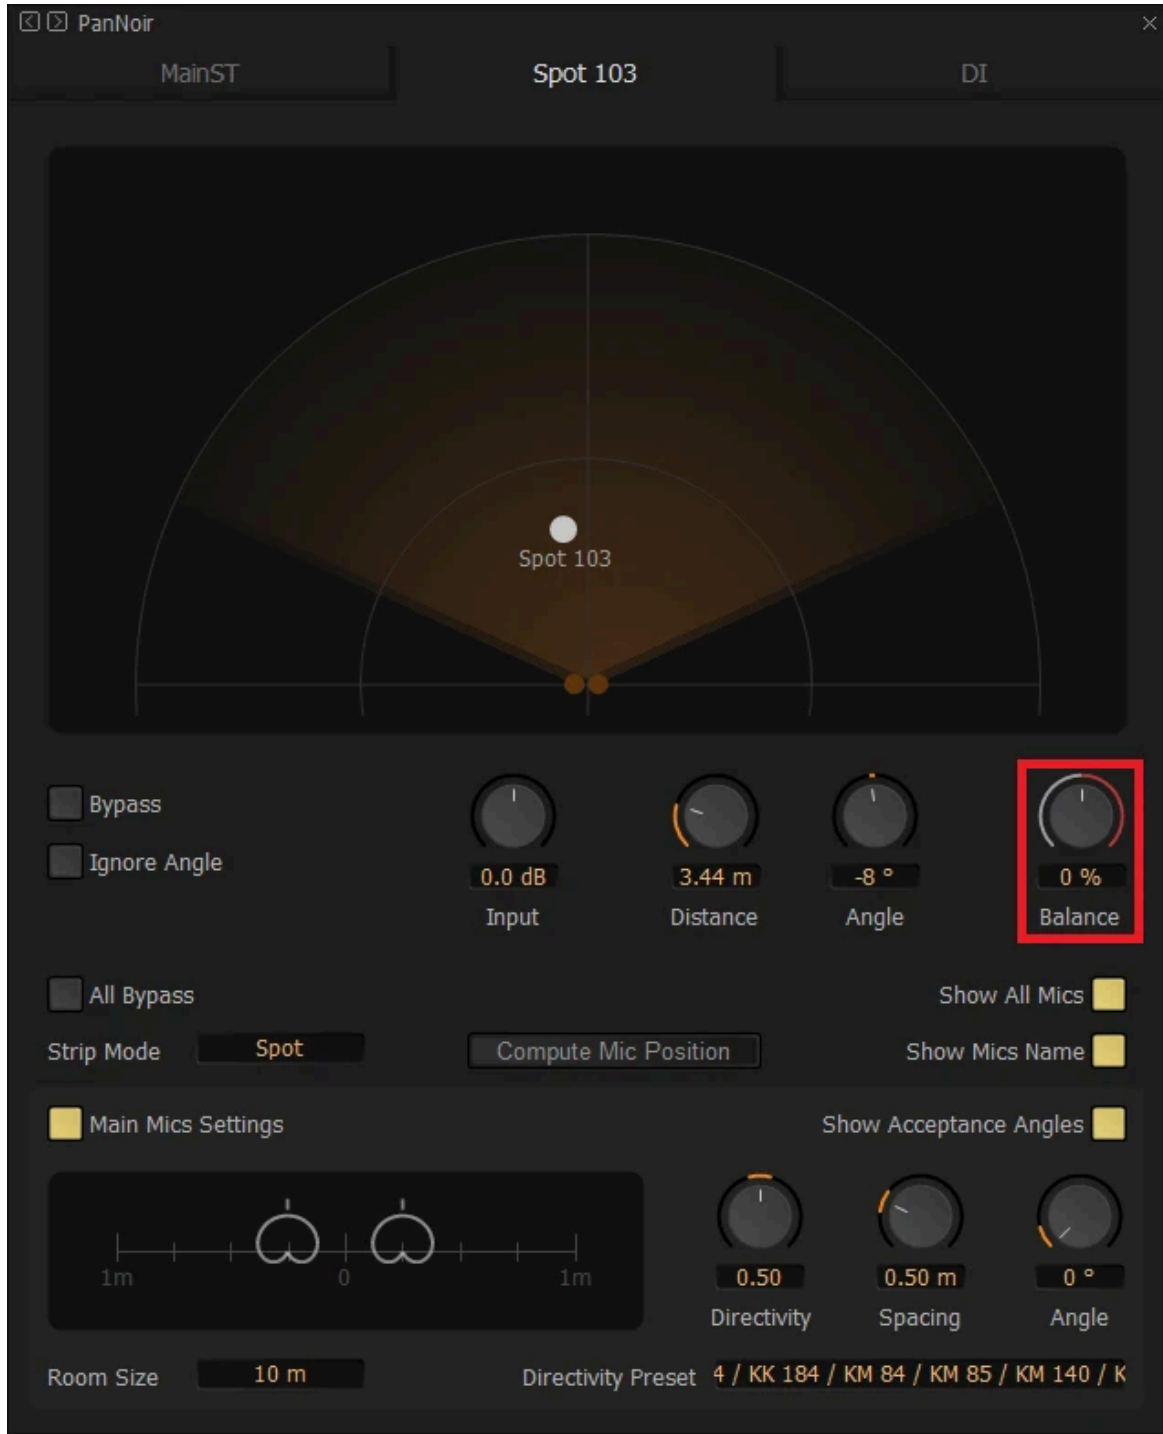 PanNoir
MainST
Spot 103
DI
Spot 103
Bypass
Ignore Angle
0.0 dB
3.44 m
-8 °
0 %
Input
Distance
Angle
Balance
All Bypass
Show All Mics
Strip Mode
Spot
Compute Mic Position
Show Mics Name
Main Mics Settings
Show Acceptance Angles
1m
0
1m
0.50
0.50 m
0 °
Directivity
Spacing
Angle
Room Size
10 m
Directivity Preset
4 / KK 184 / KM 84 / KM 85 / KM 140 / K